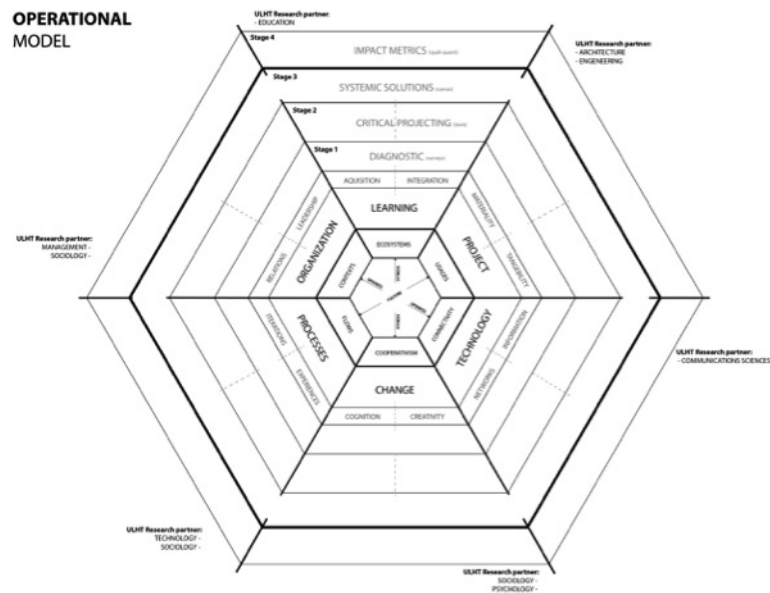 OPERATIONAL
MODEL
ULHT Research partner:
- EDUCATION
ULHT Research partner:
- ARCHITECTURE
- ENGENEERING
Stage 4
IMPACT METRICS
Stage 3
SYSTEMIC SOLUTIONS
Stage 2
CRITICAL PROJECTING
Stage 1
DIAGNOSTIC
AQUISITION
INTEGRATION
LEARNING
LEADERSHIP
RELATIONS
ORGANIZATION
CONTEXTS
ECOSYSTEMS
USAGES
PROJECT
MATERIALITY
TANGIBILITY
ULHT Research partner:
MANAGEMENT -
SOCIOLOGY -
ITERATIONS
EXPERIENCES
PROCESSES
FLOWS
COOPERATIVISM
CONNECTIVITY
TECHNOLOGY
INFORMATION
NETWORKS
ULHT Research partner:
- COMMUNICATIONS SCIENCES
CHANGE
COGNITION
CREATIVITY
ULHT Research partner:
TECHNOLOGY -
SOCIOLOGY -
ULHT Research partner:
SOCIOLOGY -
PSYCHOLOGY -